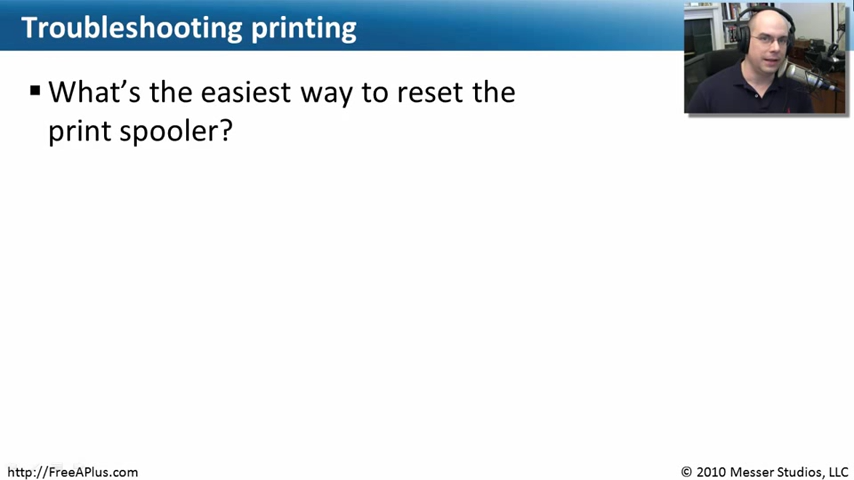 Troubleshooting printing
▪ What's the easiest way to reset the
print spooler?
http://FreeAPlus.com
© 2010 Messer Studios, LLC